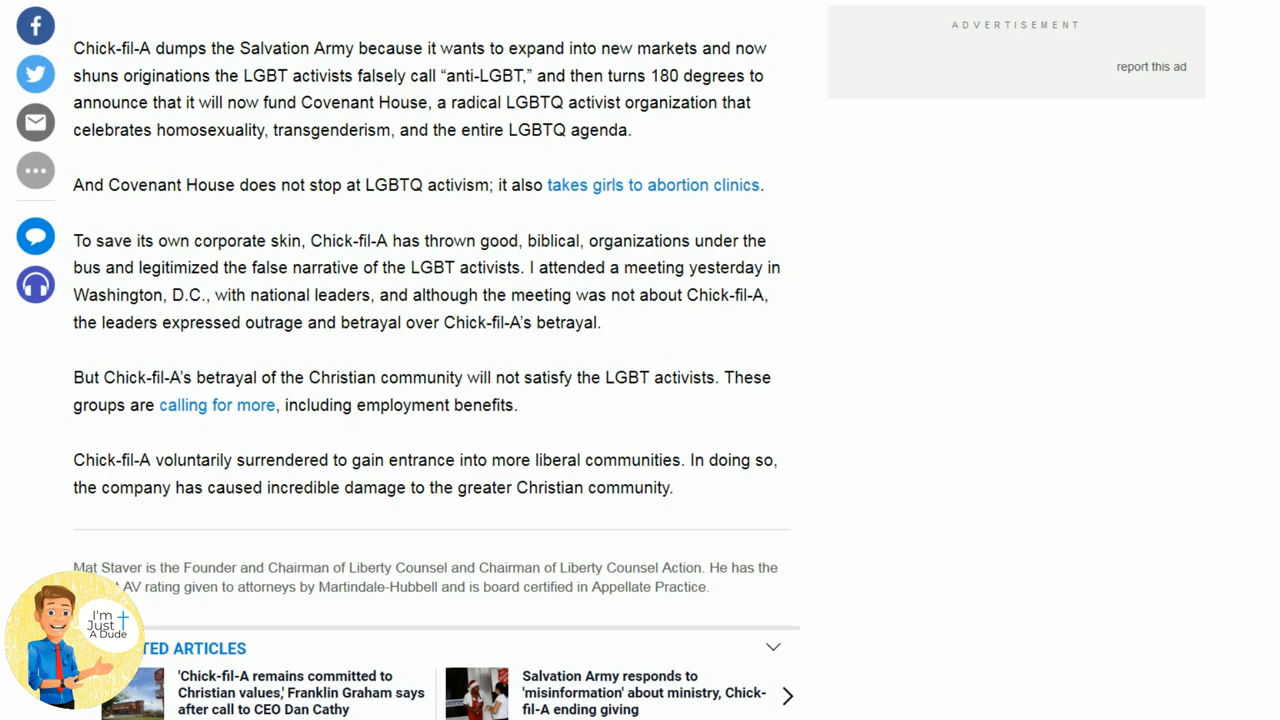 ADVERTISEMENT
report this ad
Chick-fil-A dumps the Salvation Army because it wants to expand into new markets and now
shuns originations the LGBT activists falsely call “anti-LGBT,” and then turns 180 degrees to
announce that it will now fund Covenant House, a radical LGBTQ activist organization that
celebrates homosexuality, transgenderism, and the entire LGBTQ agenda.
And Covenant House does not stop at LGBTQ activism; it also takes girls to abortion clinics.
To save its own corporate skin, Chick-fil-A has thrown good, biblical, organizations under the
bus and legitimized the false narrative of the LGBT activists. I attended a meeting yesterday in
Washington, D.C., with national leaders, and although the meeting was not about Chick-fil-A,
the leaders expressed outrage and betrayal over Chick-fil-A’s betrayal.
But Chick-fil-A’s betrayal of the Christian community will not satisfy the LGBT activists. These
groups are calling for more, including employment benefits.
Chick-fil-A voluntarily surrendered to gain entrance into more liberal communities. In doing so,
the company has caused incredible damage to the greater Christian community.
Mat Staver is the Founder and Chairman of Liberty Counsel and Chairman of Liberty Counsel Action. He has the
AV rating given to attorneys by Martindale-Hubbell and is board certified in Appellate Practice.
I'm
Just
A Dude
TED ARTICLES
'Chick-fil-A remains committed to
Christian values,' Franklin Graham says
after call to CEO Dan Cathy
Salvation Army responds to
'misinformation' about ministry, Chick-
fil-A ending giving